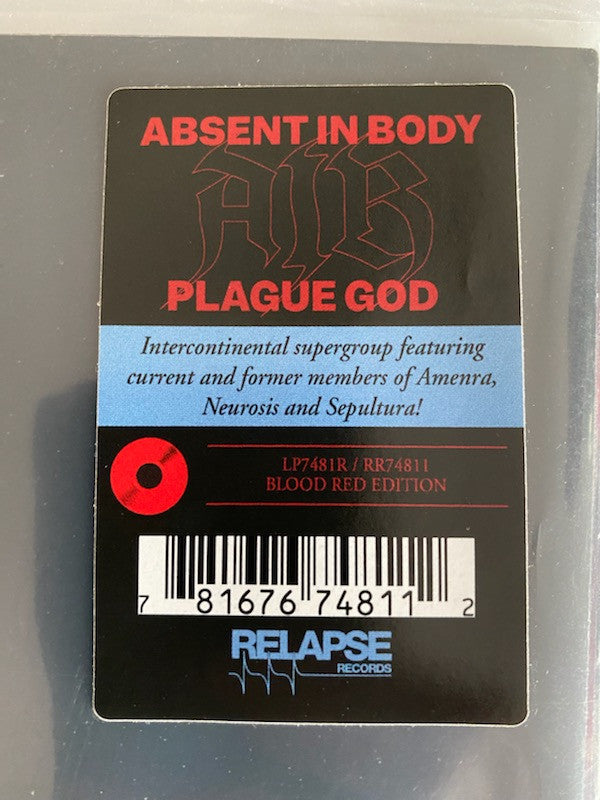 ABSENT IN BODY
AIB
PLAGUE GOD
Intercontinental supergroup featuring
current and former members of Amenra,
Neurosis and Sepultura!
LP7481R / RR74811
BLOOD RED EDITION
7 81676 74811 2
RELAPSE
RECORDS